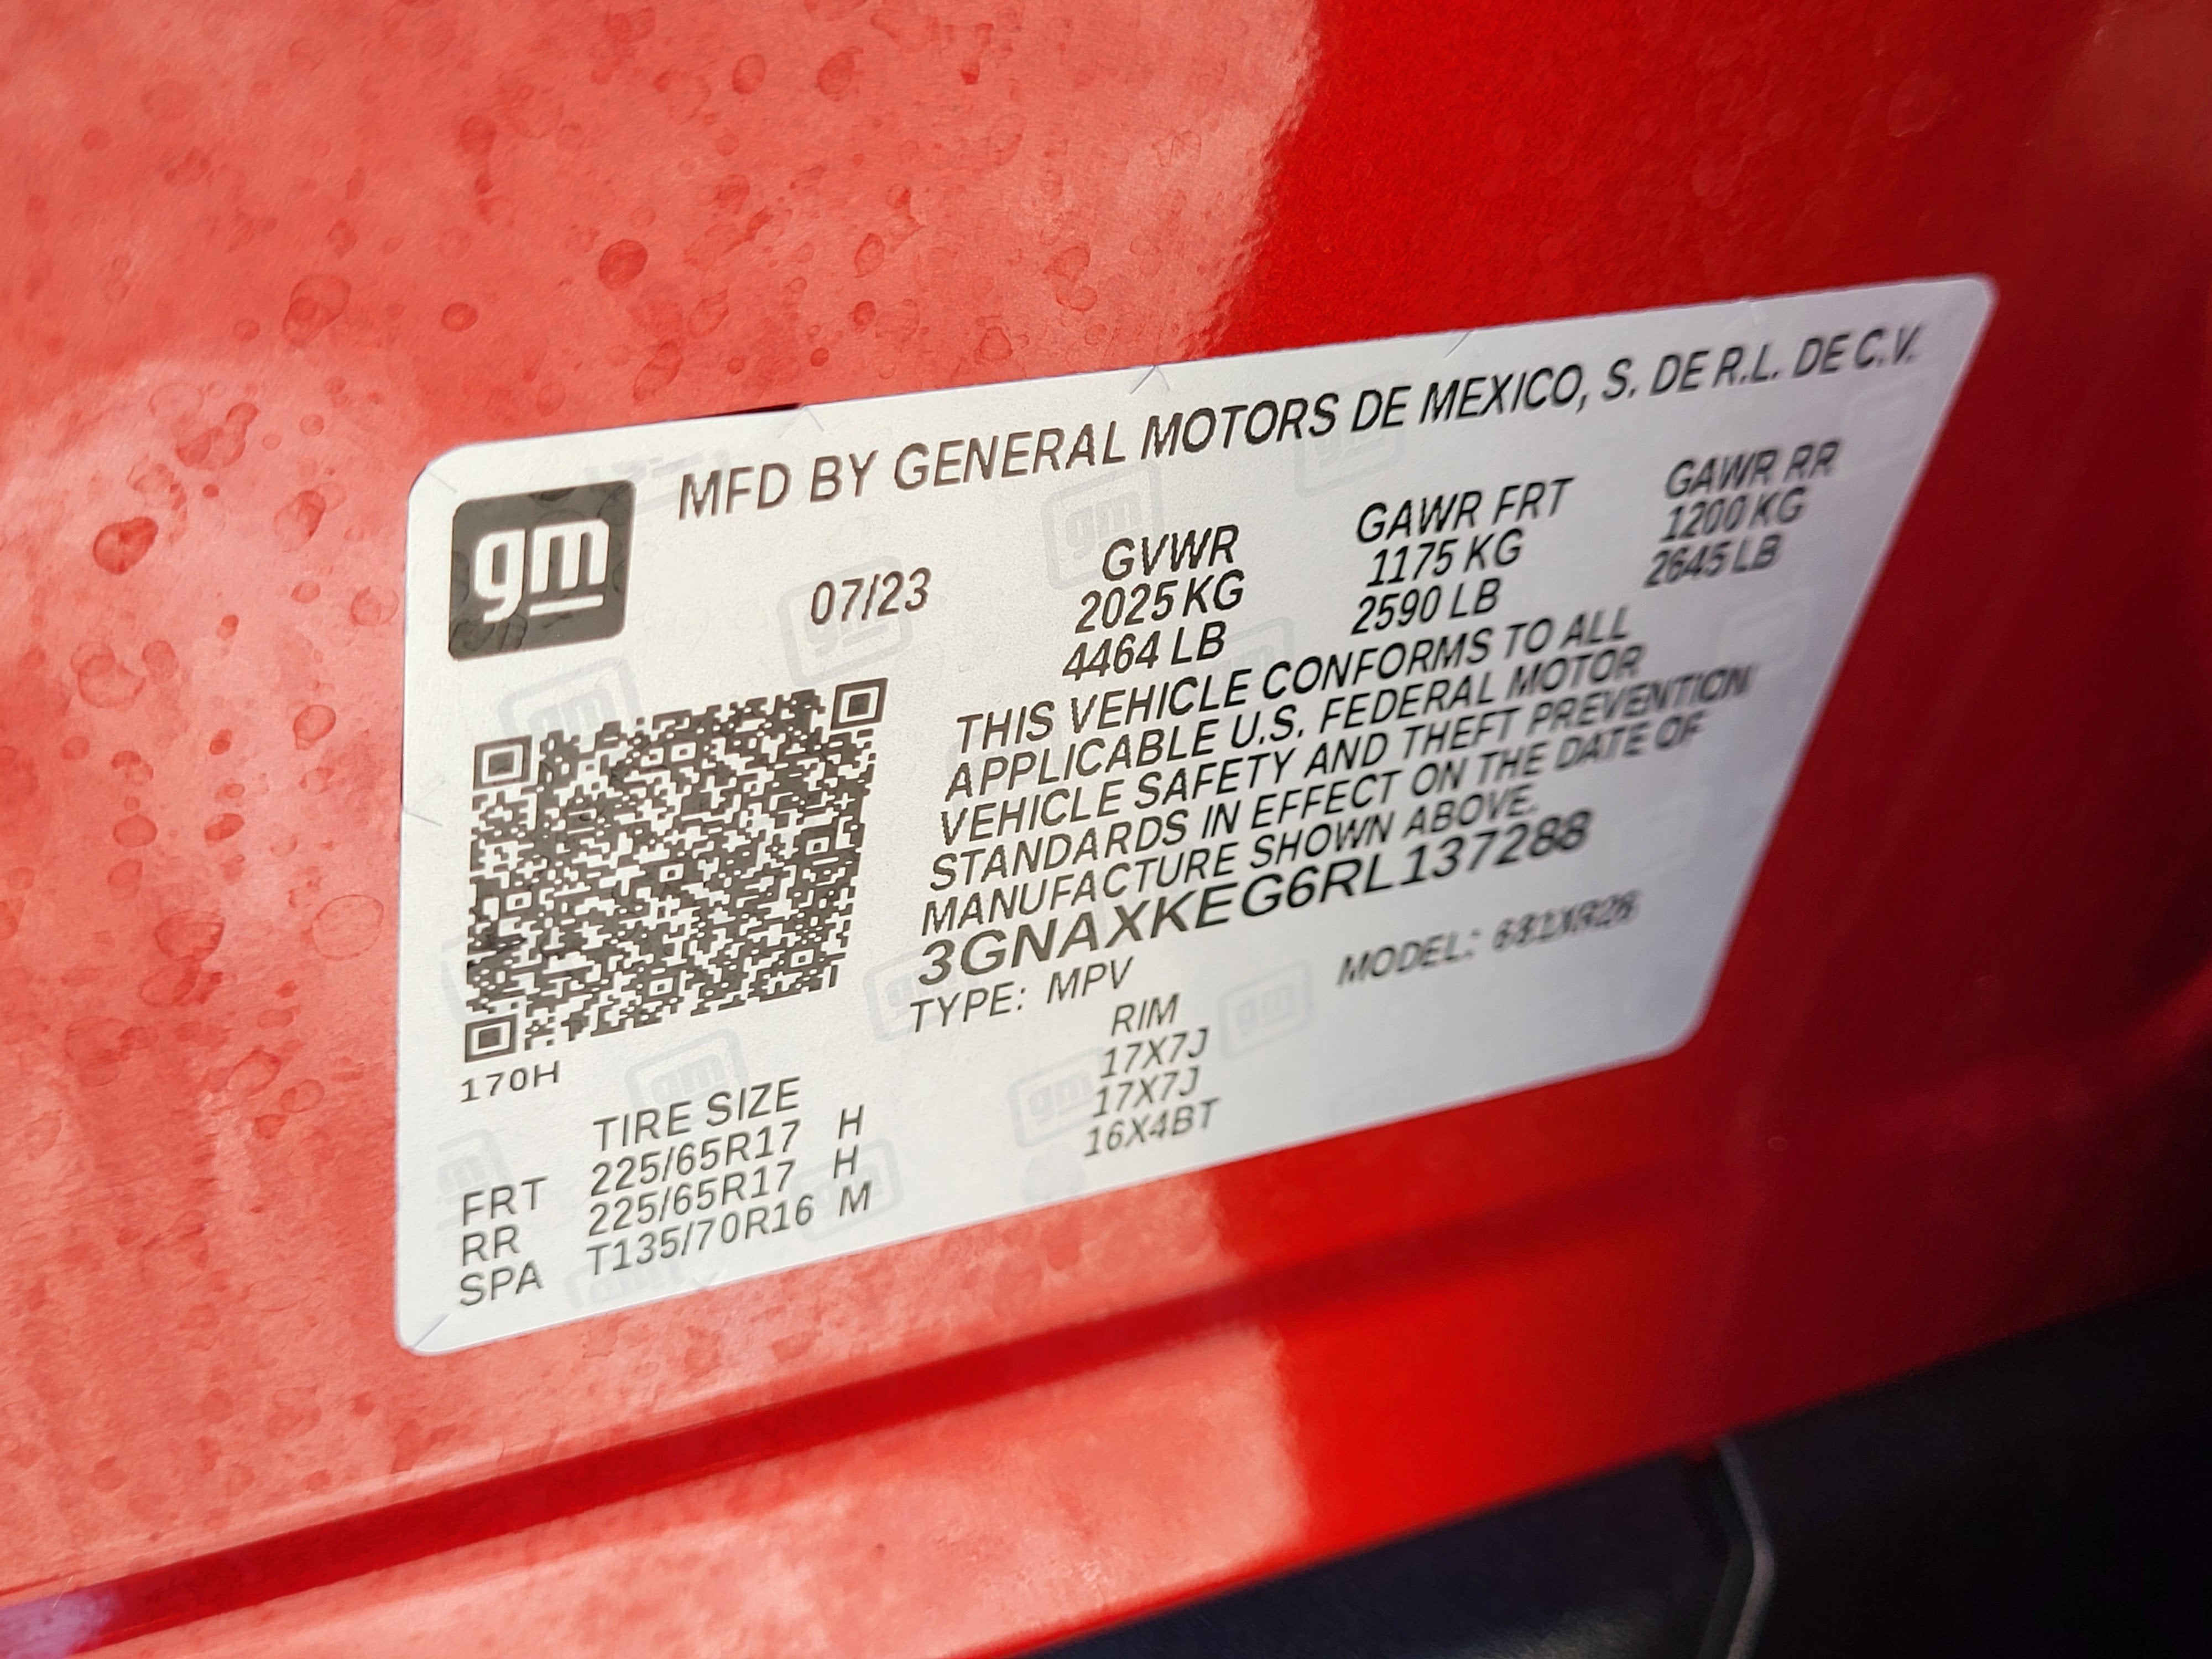 MFD BY GENERAL MOTORS DE MEXICO, S. DE R.L. DE C.V.
gm
07/23
GVWR
2025 KG
4464 LB
GAWR FRT
1175 KG
2590 LB
GAWR RR
1200 KG
2645 LB
THIS VEHICLE CONFORMS TO ALL
APPLICABLE U.S. FEDERAL MOTOR
VEHICLE SAFETY AND THEFT PREVENTION
STANDARDS IN EFFECT ON THE DATE OF
MANUFACTURE SHOWN ABOVE.
3GNAXKEG6RL137288
TYPE: MPV MODEL:
170H
TIRE SIZE RIM
FRT 225/65R17 H 17X7J
RR 225/65R17 H 17X7J
SPA T135/70R16 M 16X4BT